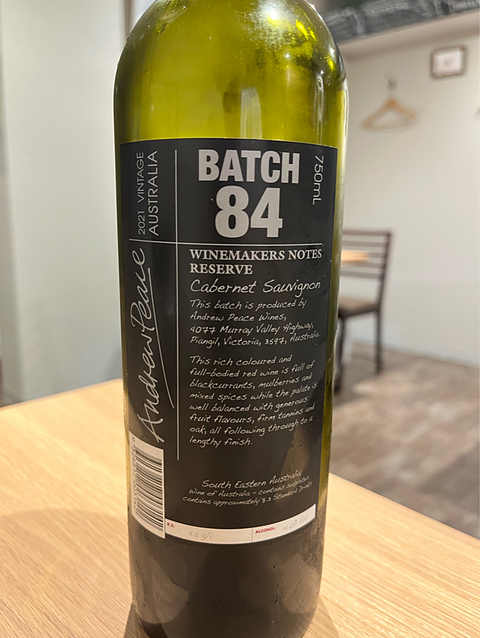 BATCH
84
750mL
2021 VINTAGE
AUSTRALIA
Andrew Peace
WINEMAKERS NOTES
RESERVE
Cabernet Sauvignon
This batch is produced by
Andrew Peace Wines,
4077 Murray Valley Highway,
Piangil, Victoria, 3597, Australia.
This rich coloured and
full-bodied red wine is full of
blackcurrants, mulberries and
mixed spices while the palate is
well balanced with generous
fruit flavours, firm tannins and
oak, all following through to a
lengthy finish.
South Eastern Australia
Wine of Australia - contains sulphites
contains approximately 8.3 Standard Drinks
ALCOHOL: